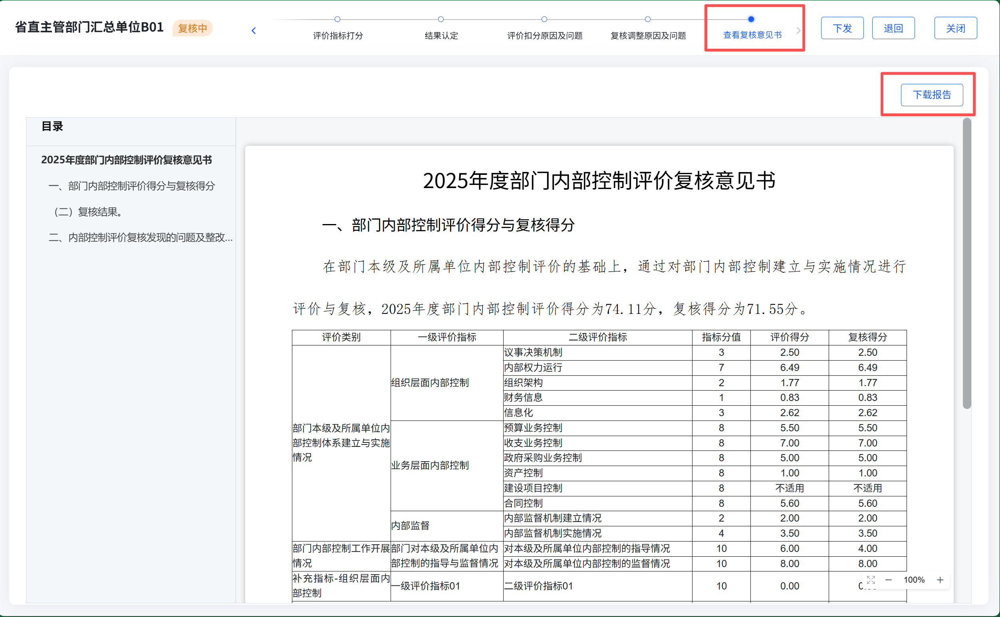 省直主管部门汇总单位B01
复核中
评价指标打分
结果认定
评价扣分原因及问题
复核调整原因及问题
查看复核意见书
下发
退回
关闭
下载报告
目录
2025年度部门内部控制评价复核意见书
一、部门内部控制评价得分与复核得分
（二）复核结果。
二、内部控制评价复核发现的问题及整改...
2025年度部门内部控制评价复核意见书
一、部门内部控制评价得分与复核得分
在部门本级及所属单位内部控制评价的基础上，通过对部门内部控制建立与实施情况进行
评价与复核，2025年度部门内部控制评价得分为74.11分，复核得分为71.55分。
评价类别 一级评价指标 二级评价指标 指标分值 评价得分 复核得分
部门本级及所属单位内
部控制体系建立与实施
情况
组织层面内部控制
议事决策机制 3 2.50 2.50
内部权力运行 7 6.49 6.49
组织架构 2 1.77 1.77
财务信息 1 0.83 0.83
信息化 3 2.62 2.62
业务层面内部控制
预算业务控制 8 5.50 5.50
收支业务控制 8 7.00 7.00
政府采购业务控制 8 5.00 5.00
资产控制 8 1.00 1.00
建设项目控制 8 不适用 不适用
合同控制 8 5.60 5.60
内部监督
内部监督机制建立情况 2 2.00 2.00
内部监督机制实施情况 4 3.50 3.50
部门内部控制工作开展
情况
部门对本级及所属单位内
部控制的指导与监督情况
对本级及所属单位内部控制的指导情况 10 6.00 4.00
对本级及所属单位内部控制的监督情况 10 8.00 8.00
补充指标-组织层面内
部控制
一级评价指标01 二级评价指标01 10 0.00
100%